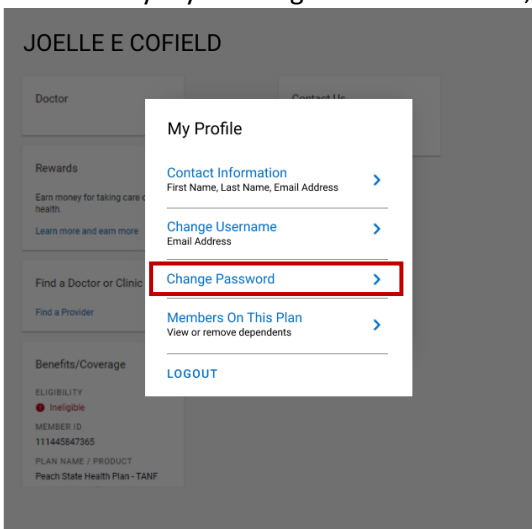 JOELLE E COFIELD
Doctor
Contact Us
Rewards
Earn money for taking care
health.
Learn more and earn more
Find a Doctor or Clinic
Find a Provider
Benefits/Coverage
ELIGIBILITY
Ineligible
MEMBER ID
111445847365
PLAN NAME / PRODUCT
Peach State Health Plan - TANF
My Profile
Contact Information
First Name, Last Name, Email Address
Change Username
Email Address
Change Password
Members On This Plan
View or remove dependents
LOGOUT